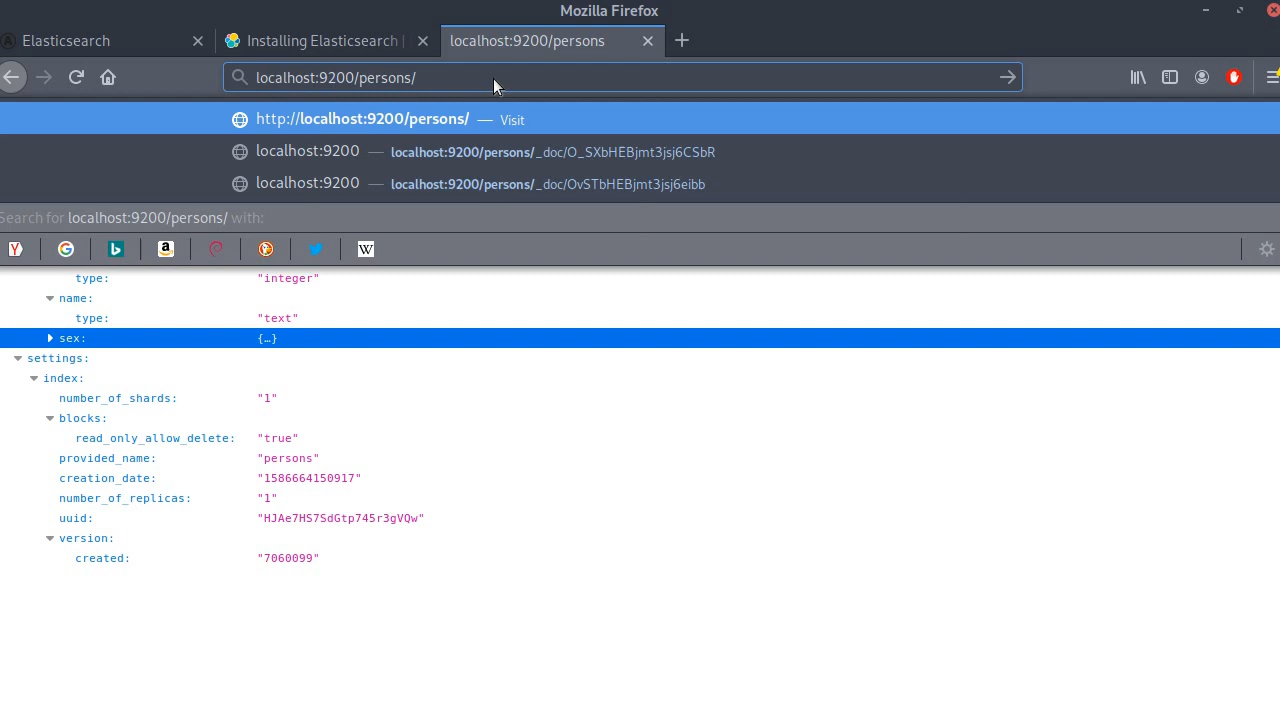 Mozilla Firefox
Elasticsearch
Installing Elasticsearch |
localhost:9200/persons
localhost:9200/persons/
http://localhost:9200/persons/ — Visit
localhost:9200 — localhost:9200/persons/_doc/O_SXbHEBjmt3jsj6CSbR
localhost:9200 — localhost:9200/persons/_doc/OvSTbHEBjmt3jsj6eibb
Search for localhost:9200/persons/ with:
type: "integer"
name:
type: "text"
sex: {…}
settings:
index:
number_of_shards: "1"
blocks:
read_only_allow_delete: "true"
provided_name: "persons"
creation_date: "1586664150917"
number_of_replicas: "1"
uuid: "HJAe7HS7SdGtp745r3gVQw"
version:
created: "7060099"